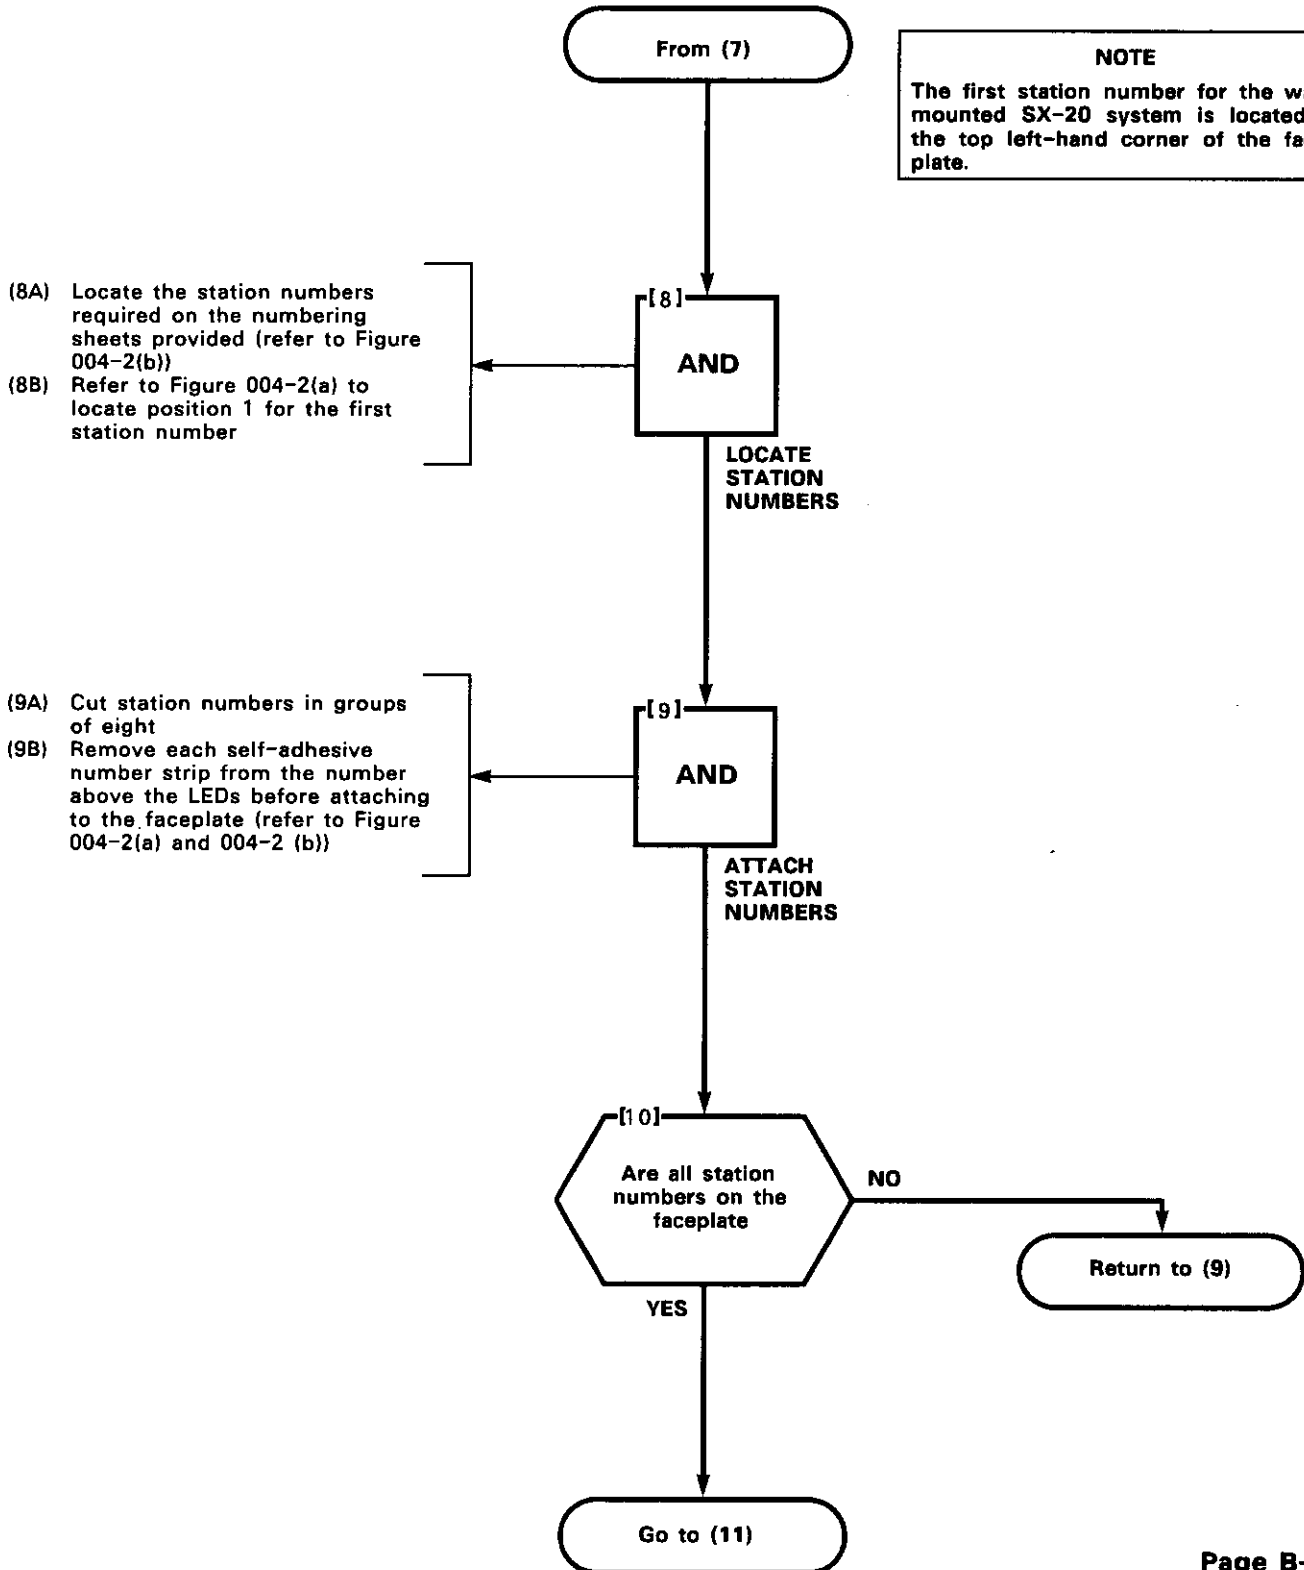 From (7)
NOTE
The first station number for the
mounted SX-20 system is located
the top left-hand corner of the
plate.
(8A) Locate the station numbers
required on the numbering
sheets provided (refer to Figure
004-2(b))
(8B) Refer to Figure 004-2(a) to
locate position 1 for the first
station number
[8]
AND
LOCATE
STATION
NUMBERS
(9A) Cut station numbers in groups
of eight
(9B) Remove each self-adhesive
number strip from the number
above the LEDs before attaching
to the faceplate (refer to Figure
004-2(a) and 004-2 (b))
[9]
AND
ATTACH
STATION
NUMBERS
[10]
Are all station
numbers on the
faceplate
NO
Return to (9)
YES
Go to (11)
Page B-